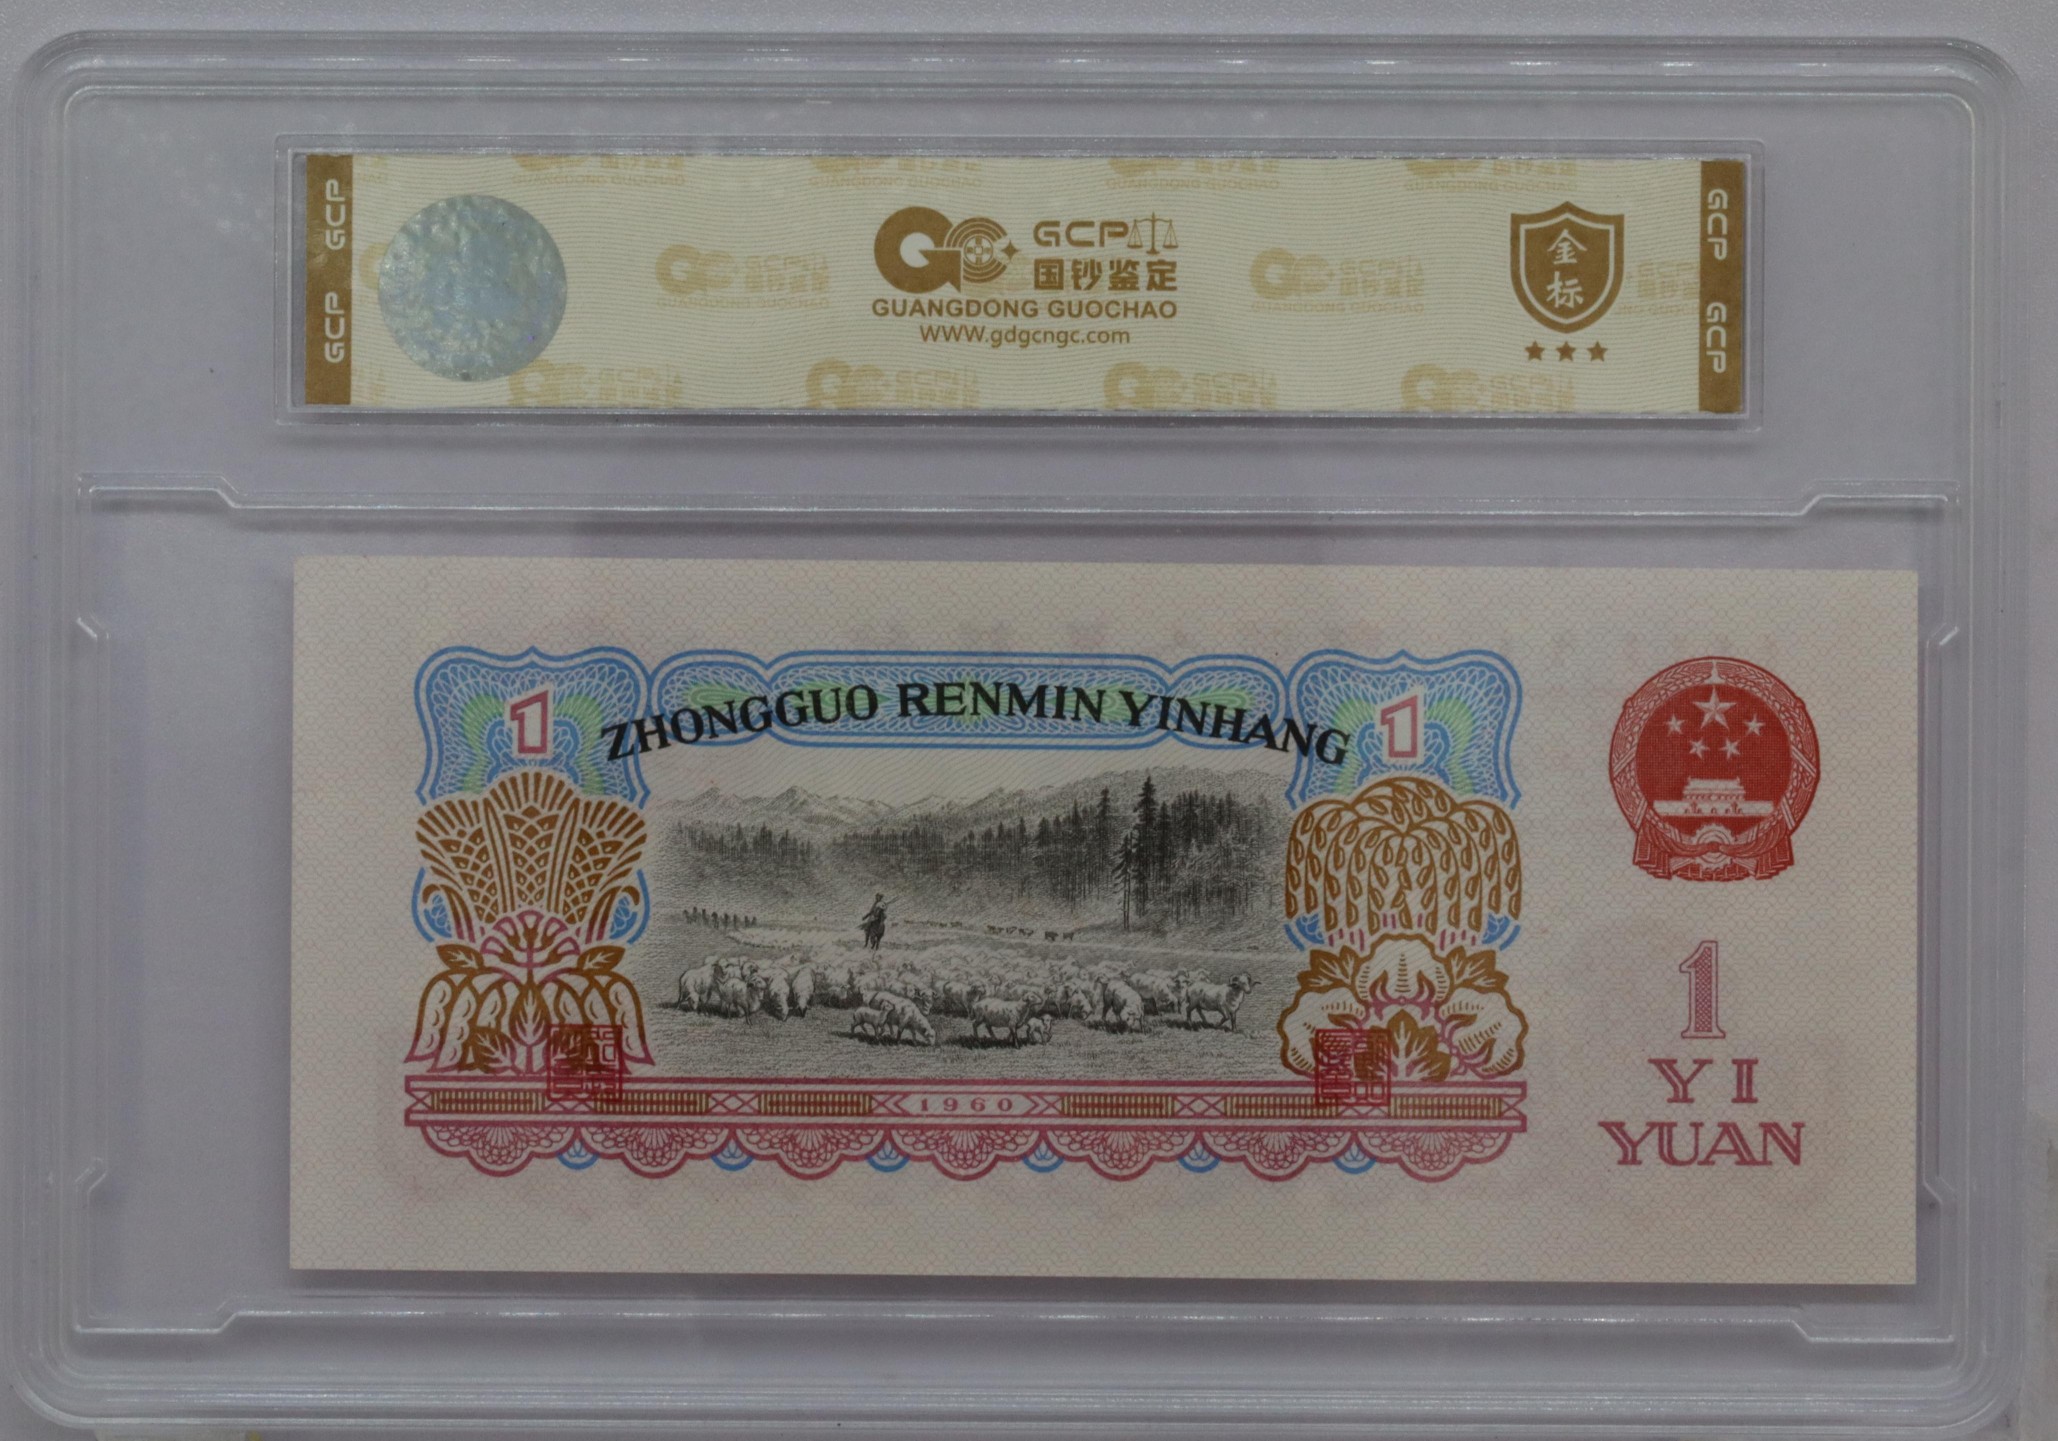 GCP GCP
GCP
国钞鉴定
GUANGDONG GUOCHAO
WWW.gdgcngc.com
金
标
GCP GCP
1
ZHONGGUO RENMIN YINHANG
1
1960
1
YI
YUAN